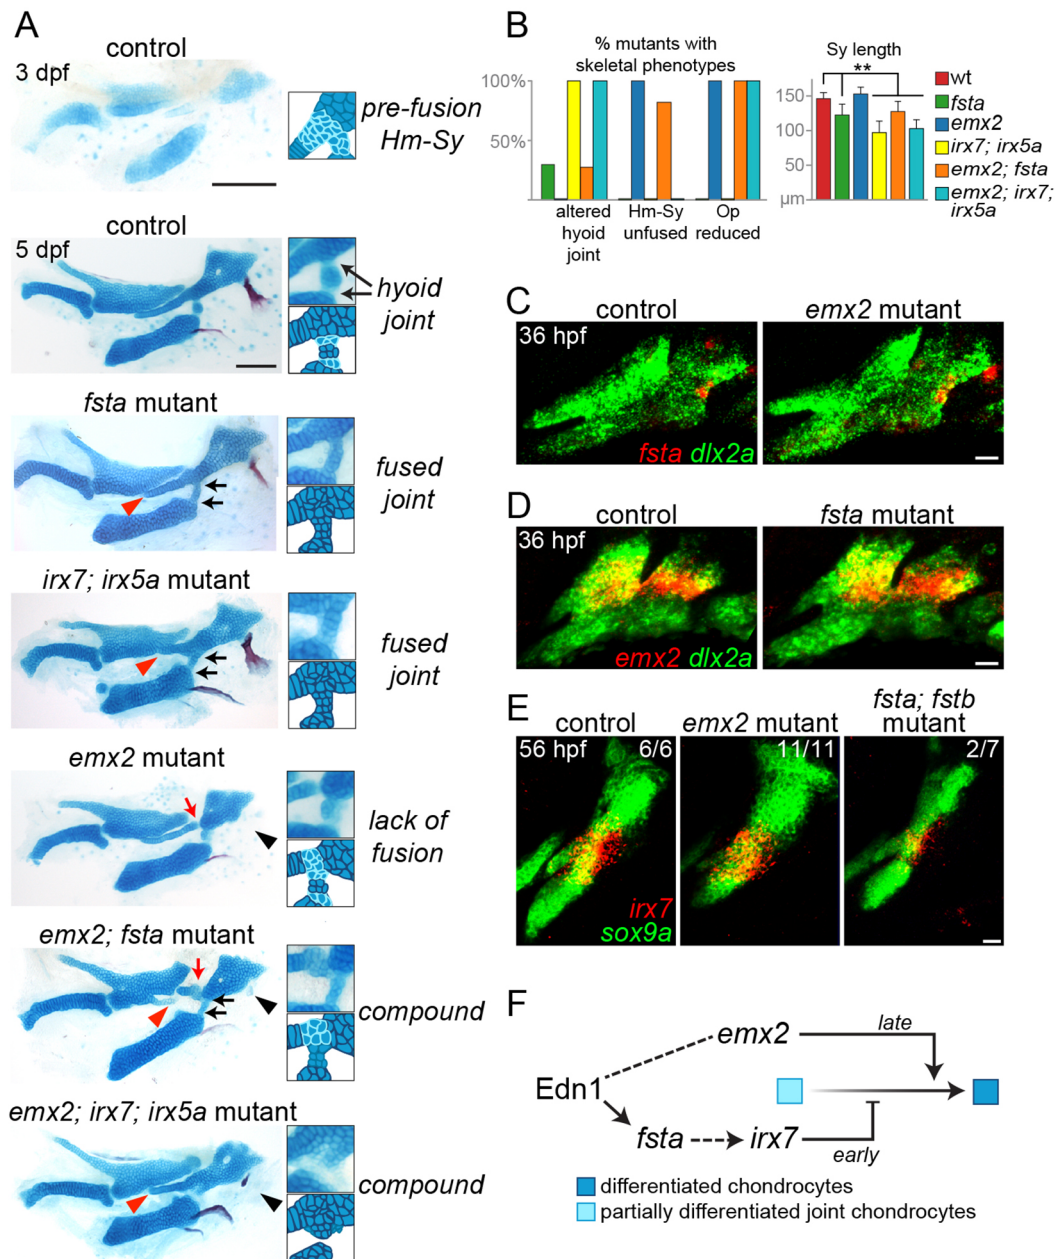 A
control
3 dpf
pre-fusion
Hm-Sy
control
5 dpf
hyoid
joint
fsta mutant
fused
joint
irx7; irx5a mutant
fused
joint
emx2 mutant
lack of
fusion
emx2; fsta mutant
compound
emx2; irx7; irx5a mutant
compound
B
% mutants with
skeletal phenotypes
100%
50%
altered
hyoid
joint
Hm-Sy
unfused
Op
reduced
Sy length
**
150
100
50
µm
wt
fsta
emx2
irx7; irx5a
emx2; fsta
emx2; irx7;
irx5a
C
control
emx2 mutant
36 hpf
fsta dlx2a
D
control
fsta mutant
36 hpf
emx2 dlx2a
E
control
emx2 mutant
fsta; fstb
mutant
56 hpf
6/6
11/11
2/7
irx7
sox9a
F
emx2
late
Edn1
fsta
irx7
early
differentiated chondrocytes
partially differentiated joint chondrocytes